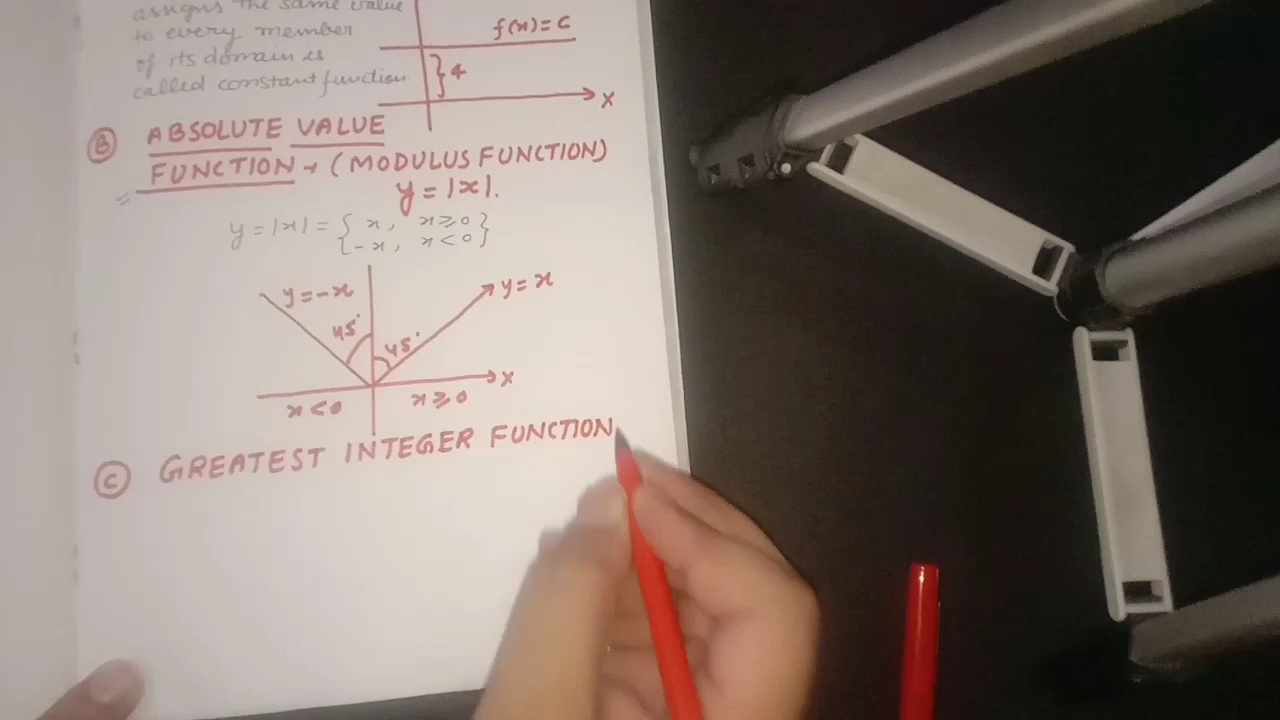 assigns the same value
to every member
of its domain is
called constant function
f(x)=c
}4
x
(B) ABSOLUTE VALUE
FUNCTION → (MODULUS FUNCTION)
y=|x|.
y=|x|= { x, x≥0 }
{ -x, x<0 }
y=-x
y=x
45°
45°
x
x<0
x≥0
(C) GREATEST INTEGER FUNCTION